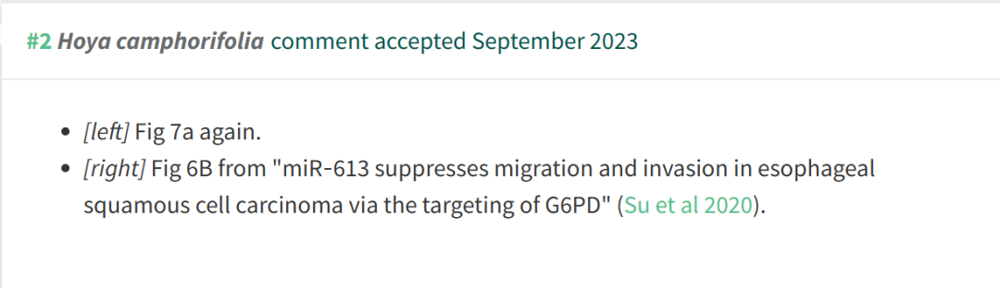 #2 Hoya camphorifolia comment accepted September 2023
• [left] Fig 7a again.
• [right] Fig 6B from "miR-613 suppresses migration and invasion in esophageal
squamous cell carcinoma via the targeting of G6PD" (Su et al 2020).